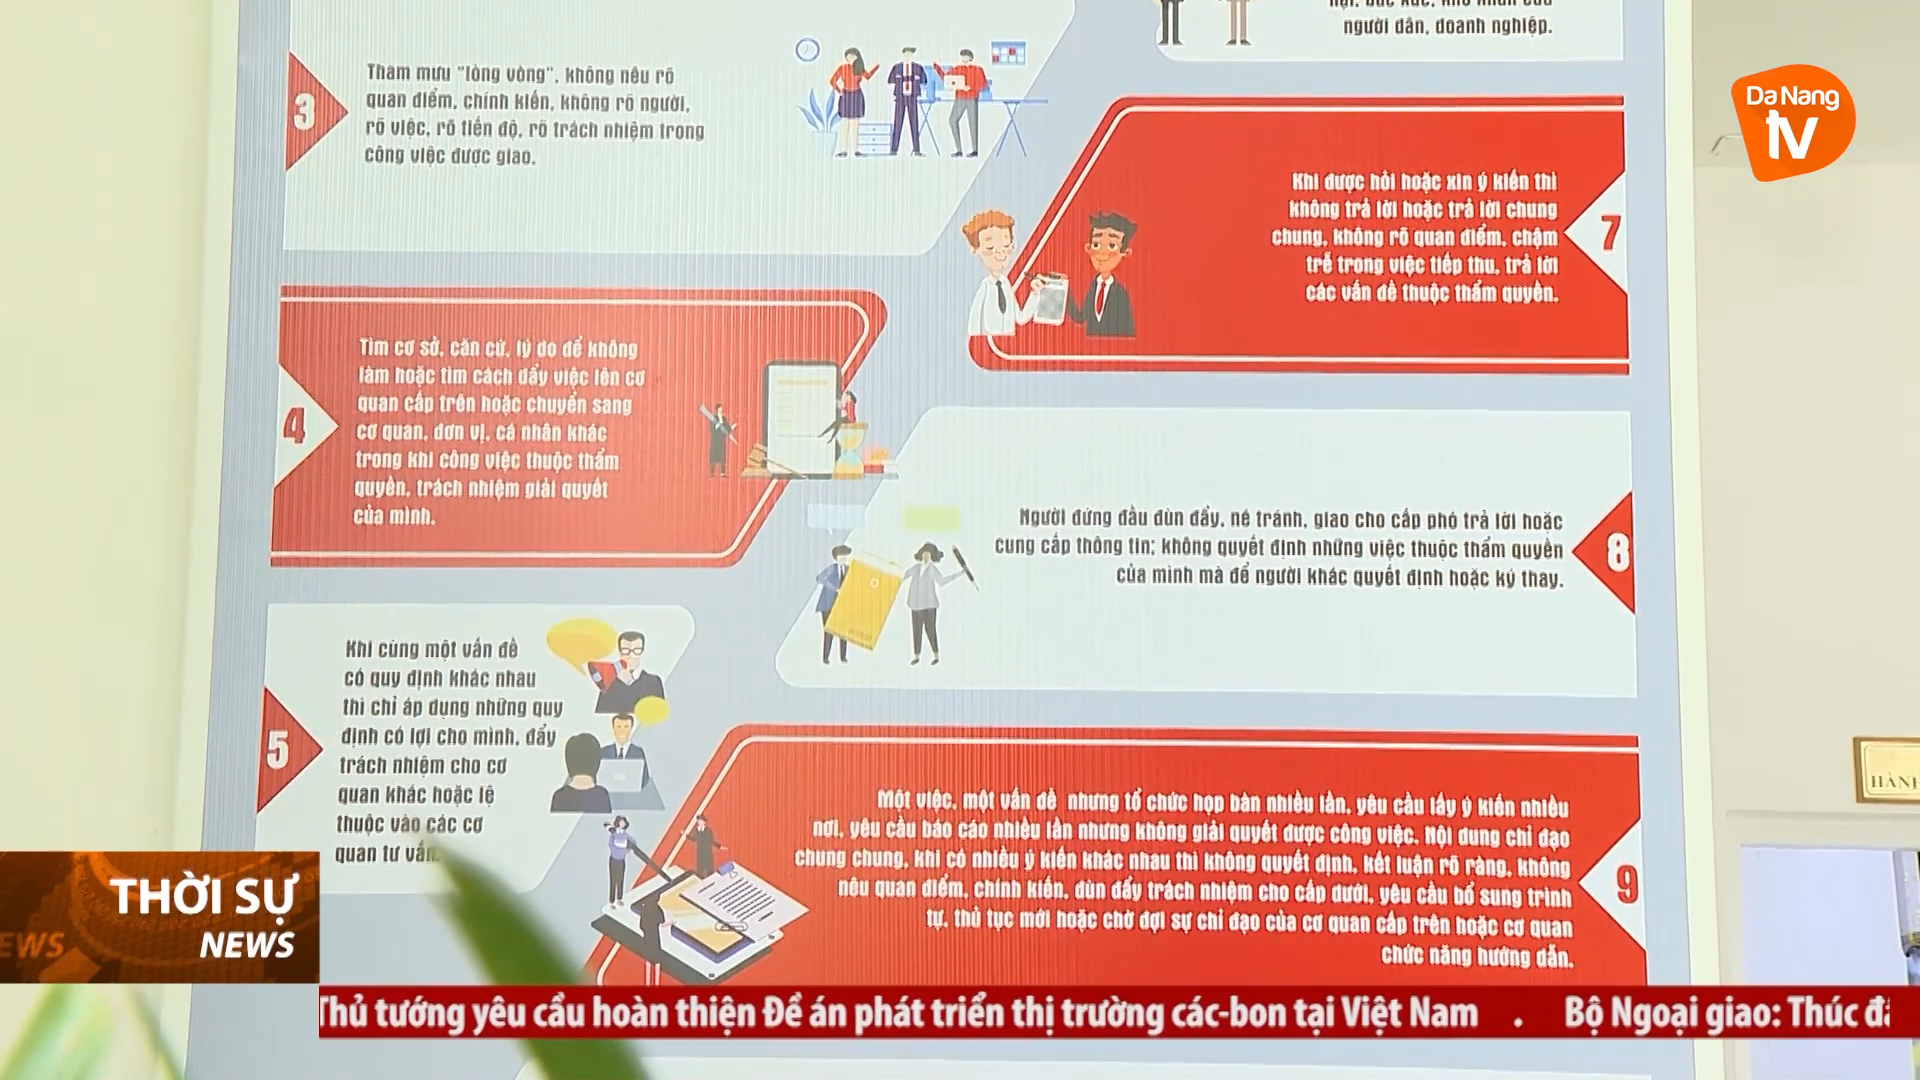 người dân, doanh nghiệp.
3
Tham mưu "lòng vòng", không nêu rõ
quan điểm, chính kiến, không rõ người,
rõ việc, rõ tiến độ, rõ trách nhiệm trong
công việc được giao.
4
Tìm cơ sở, căn cứ, lý do để không
làm hoặc tìm cách đẩy việc lên cơ
quan cấp trên hoặc chuyển sang
cơ quan, đơn vị, cá nhân khác
trong khi công việc thuộc thẩm
quyền, trách nhiệm giải quyết
của mình.
5
Khi cùng một vấn đề
có quy định khác nhau
thì chỉ áp dụng những quy
định có lợi cho mình, đẩy
trách nhiệm cho cơ
quan khác hoặc lệ
thuộc vào các cơ
quan tư vấn
7
Khi được hỏi hoặc xin ý kiến thì
không trả lời hoặc trả lời chung
chung, không rõ quan điểm, chậm
trễ trong việc tiếp thu, trả lời
các vấn đề thuộc thẩm quyền.
8
Người đứng đầu đùn đẩy, né tránh, giao cho cấp phó trả lời hoặc
cung cấp thông tin; không quyết định những việc thuộc thẩm quyền
của mình mà để người khác quyết định hoặc ký thay.
9
Một việc, một vấn đề nhưng tổ chức họp bàn nhiều lần, yêu cầu lấy ý kiến nhiều
nơi, yêu cầu báo cáo nhiều lần nhưng không giải quyết được công việc. Nội dung chỉ đạo
chung chung, khi có nhiều ý kiến khác nhau thì không quyết định, kết luận rõ ràng, không
nêu quan điểm, chính kiến, đùn đẩy trách nhiệm cho cấp dưới, yêu cầu bổ sung trình
tự, thủ tục mới hoặc chờ đợi sự chỉ đạo của cơ quan cấp trên hoặc cơ quan
chức năng hướng dẫn.
Da Nang
tv
HÀNH
THỜI SỰ
NEWS
EWS
Thủ tướng yêu cầu hoàn thiện Đề án phát triển thị trường các-bon tại Việt Nam . Bộ Ngoại giao: Thúc